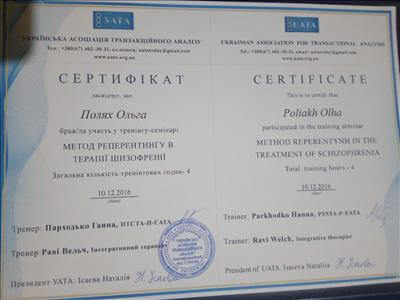 УАТА
УКРАЇНСЬКА АСОЦІАЦІЯ ТРАНЗАКЦІЙНОГО АНАЛІЗУ
www.uata.org.ua
СЕРТИФІКАТ
засвідчує, що
Полях Ольга
брав/ла участь у тренінгу-семінарі
МЕТОД РЕПЕРЕНТИНГУ В
ТЕРАПІЇ ШИЗОФРЕНІЇ
Загальна кількість тренінгових годин- 4
10.12.2016
Тренер: Парходько Ганна, ПТСТА-П-ЄАТА
Тренер: Раві Вельч, Інтегративний терапевт
Президент УАТА: Ісаєва Наталія
UATA
UKRAINIAN ASSOCIATION FOR TRANSACTIONAL ANALYSIS
www.uata.org.ua
CERTIFICATE
This is to certify that
Poliakh Olha
participated in the training seminar
METHOD REPERENTYNH IN THE
TREATMENT OF SCHIZOPHRENIA
Total training hours - 4
10.12.2016
Trainer: Parkhodko Hanna, PTSTA-P-EATA
Trainer: Ravi Welch, Integrative therapist
President of UATA: Isaieva Nataliia